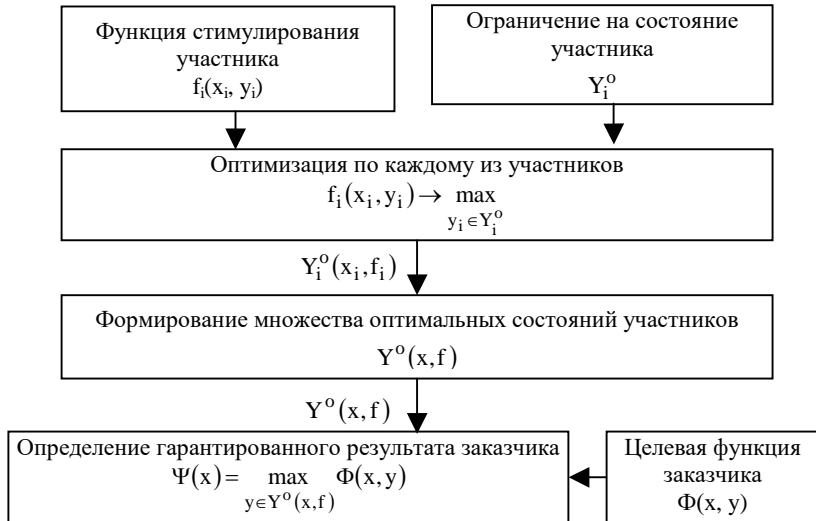 Функция стимулирования
участника
fᵢ(xᵢ, yᵢ)
Ограничение на состояние
участника
Yᵢᵒ
Оптимизация по каждому из участников
fᵢ(xᵢ, yᵢ) → max
yᵢ ∈ Yᵢᵒ
Yᵢᵒ(xᵢ, fᵢ)
Формирование множества оптимальных состояний участников
Yᵒ(x, f)
Yᵒ(x, f)
Определение гарантированного результата заказчика
Ψ(x) = max Φ(x, y)
y∈Yᵒ(x, f)
Целевая функция
заказчика
Φ(x, y)